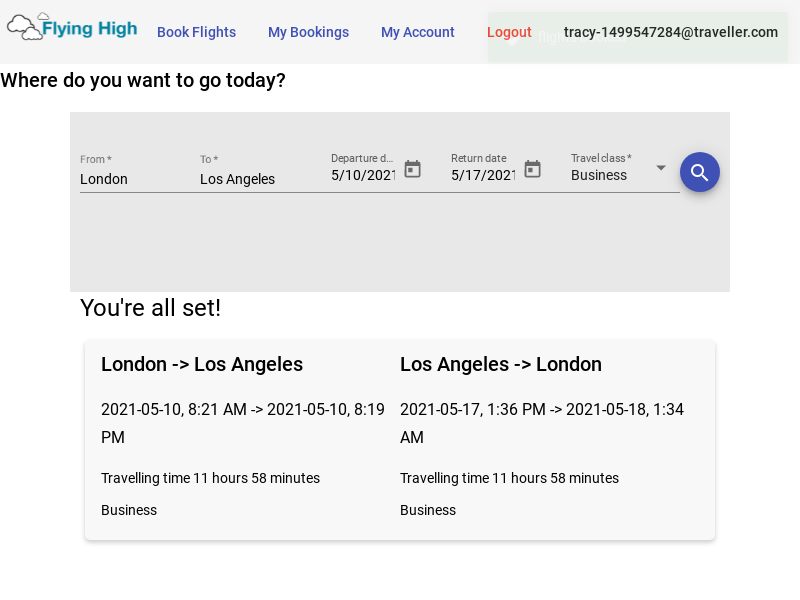 Flying High Book Flights My Bookings My Account Logout tracy-1499547284@traveller.com
Where do you want to go today?
From * To * Departure d... Return date Travel class *
London Los Angeles 5/10/2021 5/17/2021 Business
You're all set!
London -> Los Angeles Los Angeles -> London
2021-05-10, 8:21 AM -> 2021-05-10, 8:19 2021-05-17, 1:36 PM -> 2021-05-18, 1:34
PM AM
Travelling time 11 hours 58 minutes Travelling time 11 hours 58 minutes
Business Business